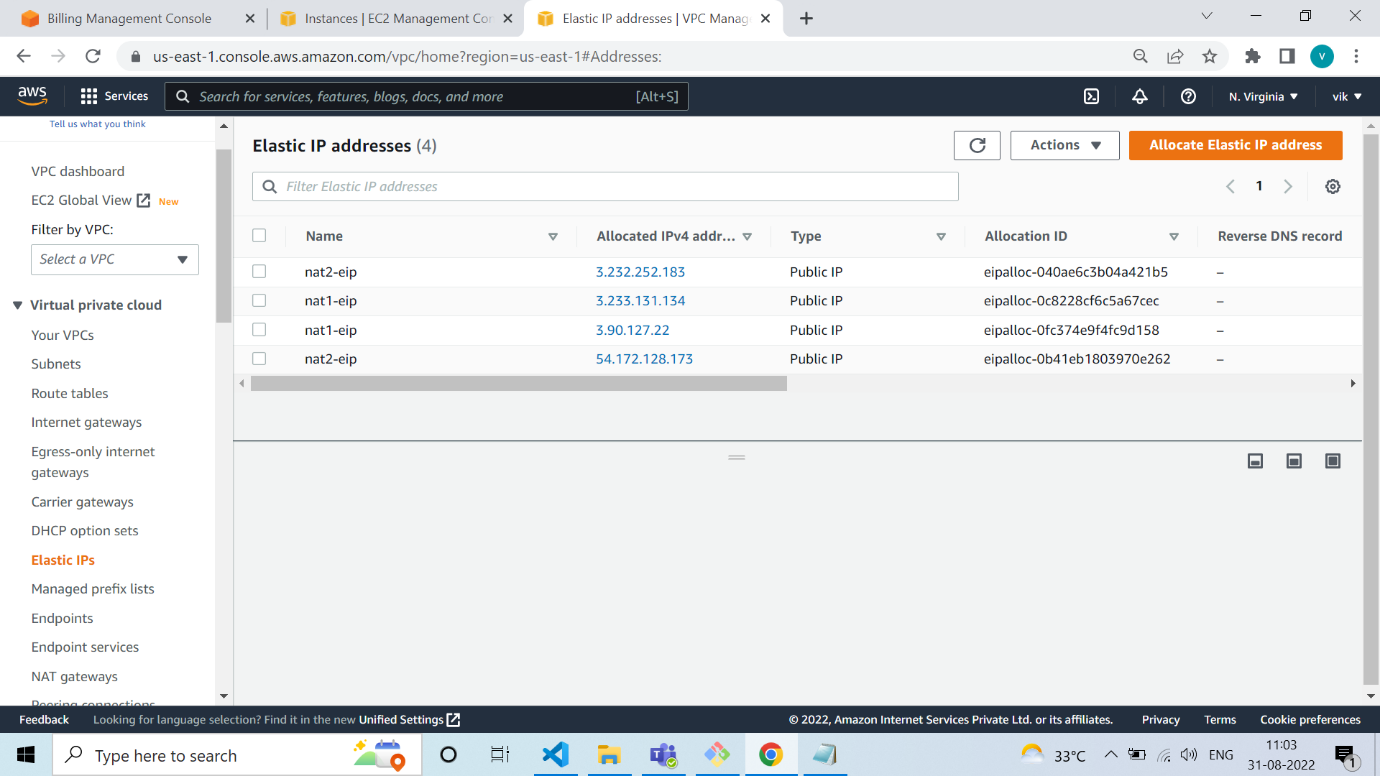 Billing Management Console
Instances | EC2 Management Con
Elastic IP addresses | VPC Manag
us-east-1.console.aws.amazon.com/vpc/home?region=us-east-1#Addresses:
V
aws
Services
Search for services, features, blogs, docs, and more
[Alt+S]
N. Virginia
vik
Tell us what you think
VPC dashboard
EC2 Global View New
Filter by VPC:
Select a VPC
Virtual private cloud
Your VPCs
Subnets
Route tables
Internet gateways
Egress-only internet
gateways
Carrier gateways
DHCP option sets
Elastic IPs
Managed prefix lists
Endpoints
Endpoint services
NAT gateways
Peering connections
Elastic IP addresses (4)
Actions
Allocate Elastic IP address
Filter Elastic IP addresses
1
Name Allocated IPv4 addr... Type Allocation ID Reverse DNS record
nat2-eip 3.232.252.183 Public IP eipalloc-040ae6c3b04a421b5 –
nat1-eip 3.233.131.134 Public IP eipalloc-0c8228cf6c5a67cec –
nat1-eip 3.90.127.22 Public IP eipalloc-0fc374e9f4fc9d158 –
nat2-eip 54.172.128.173 Public IP eipalloc-0b41eb1803970e262 –
Feedback Looking for language selection? Find it in the new Unified Settings
© 2022, Amazon Internet Services Private Ltd. or its affiliates. Privacy Terms Cookie preferences
Type here to search
33°C
ENG
11:03
31-08-2022
1